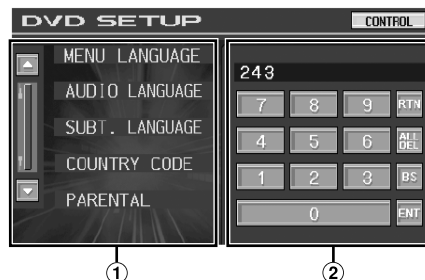 DVD SETUP
CONTROL
MENU LANGUAGE
AUDIO LANGUAGE
SUBT. LANGUAGE
COUNTRY CODE
PARENTAL
243
7 8 9 RTN
4 5 6 ALL DEL
1 2 3 BS
0 ENT
1 2